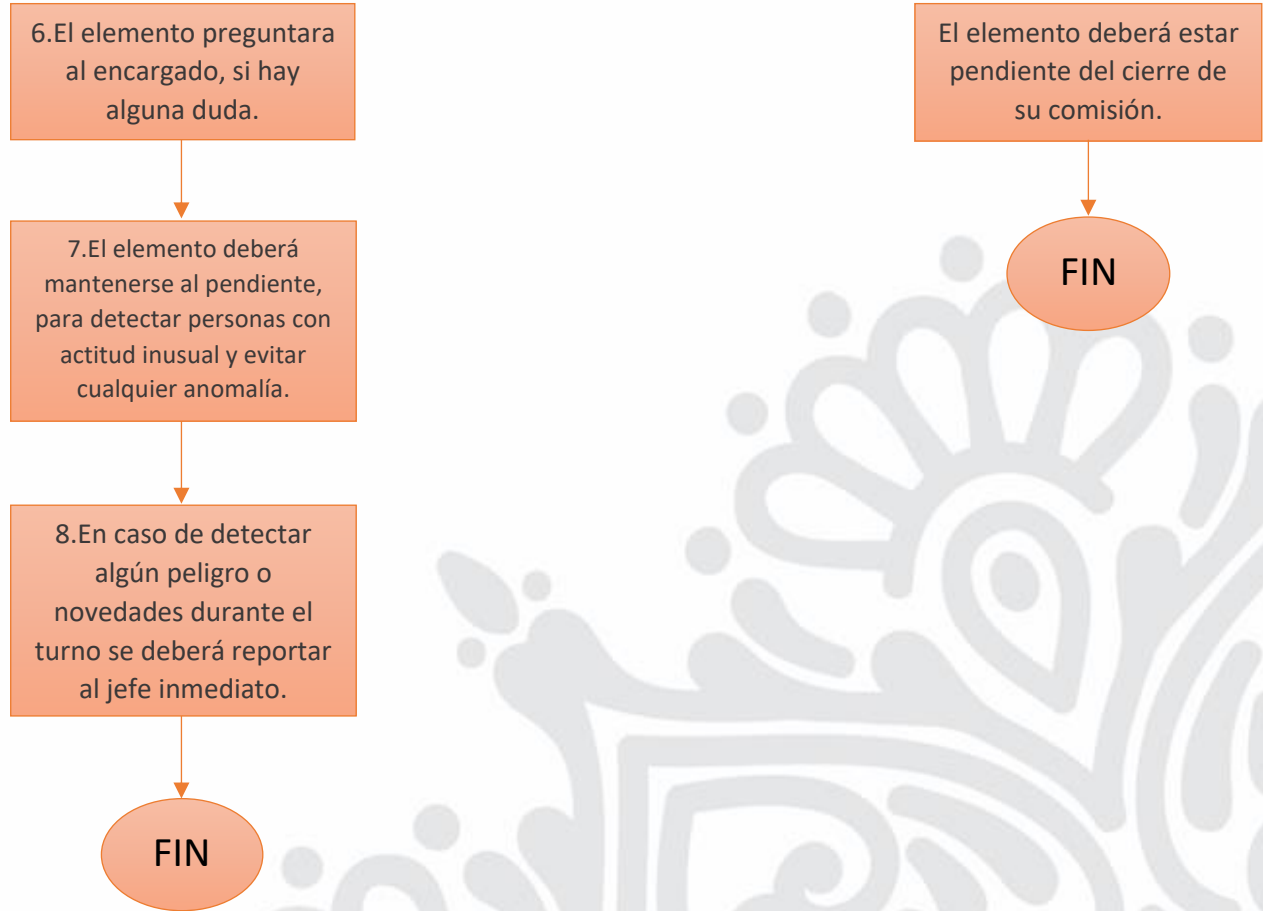 6.El elemento preguntara
al encargado, si hay
alguna duda.
7.El elemento deberá
mantenerse al pendiente,
para detectar personas con
actitud inusual y evitar
cualquier anomalía.
8.En caso de detectar
algún peligro o
novedades durante el
turno se deberá reportar
al jefe inmediato.
FIN
El elemento deberá estar
pendiente del cierre de
su comisión.
FIN